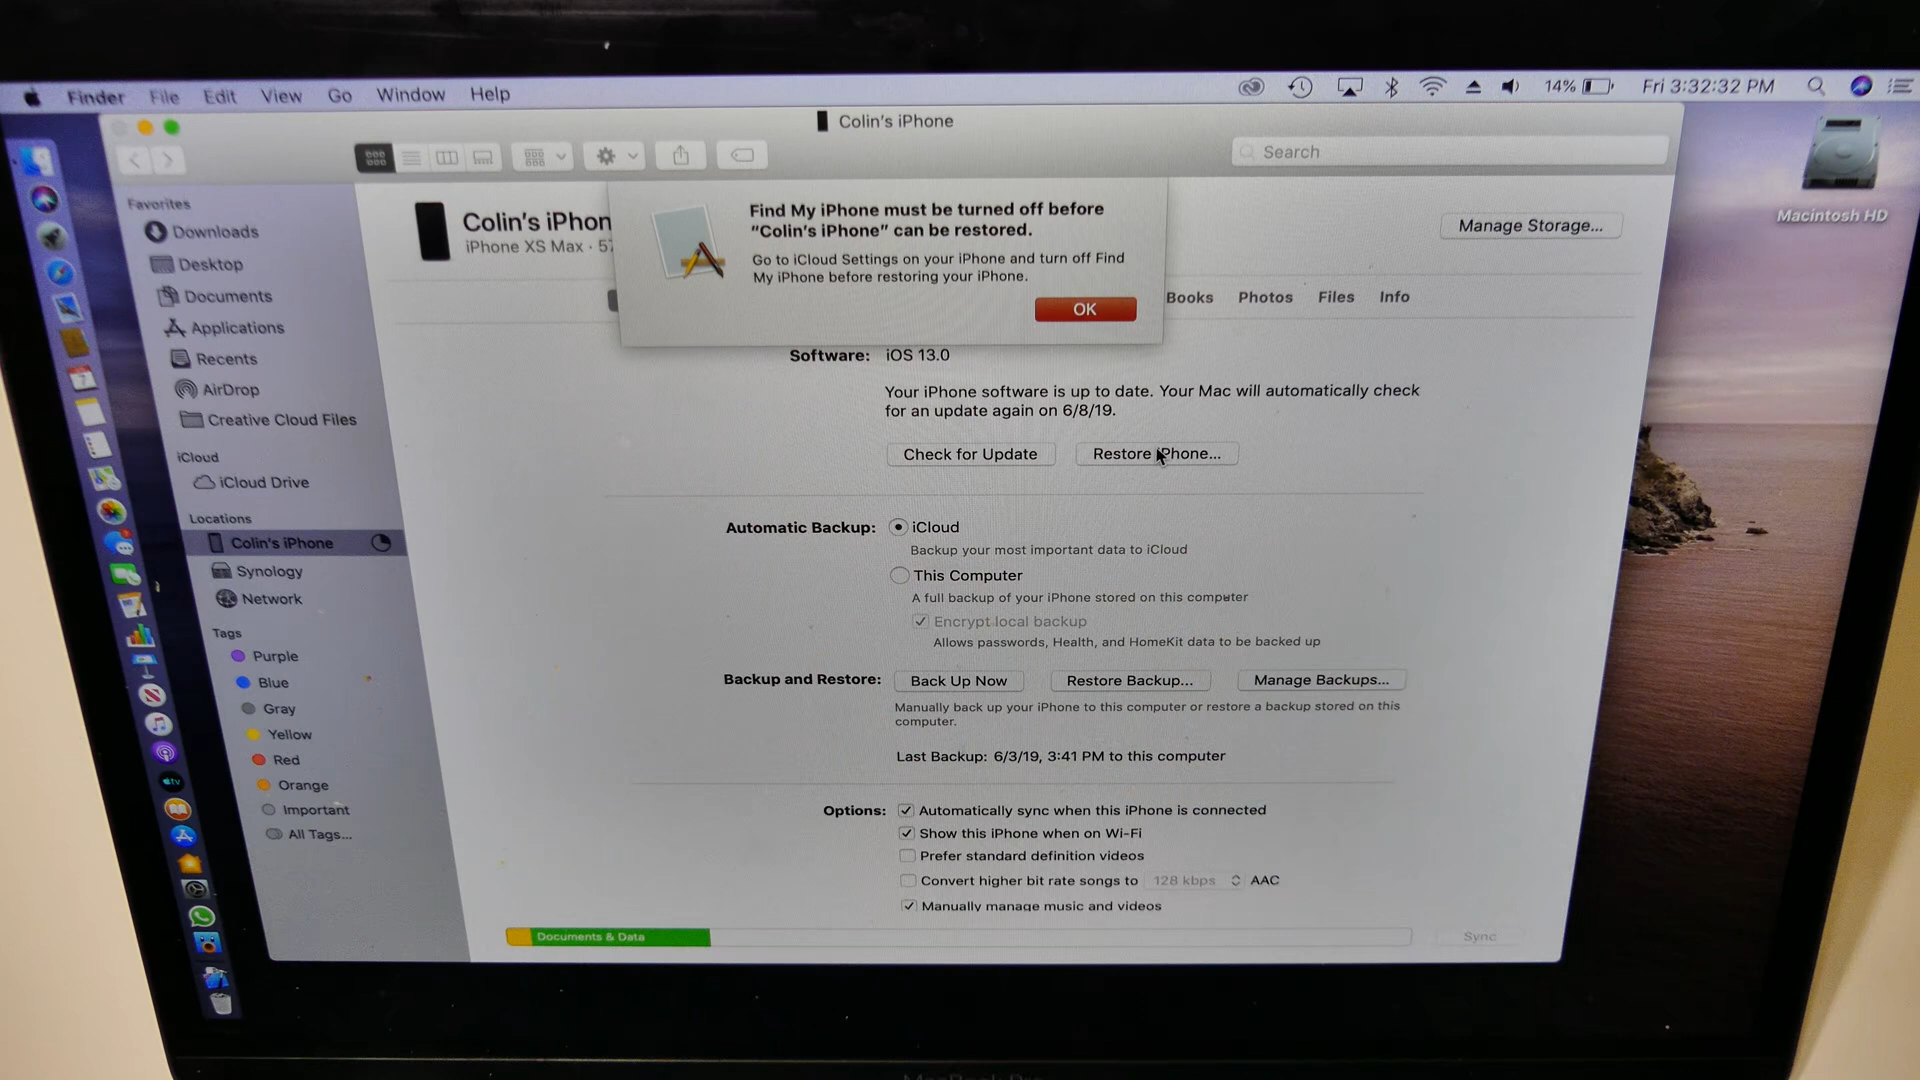 Finder File Edit View Go Window Help 14% Fri 3:32:32 PM
Colin's iPhone
Search
Favorites
Downloads
Desktop
Documents
Applications
Recents
AirDrop
Creative Cloud Files
iCloud
iCloud Drive
Locations
Colin's iPhone
Synology
Network
Tags
Purple
Blue
Gray
Yellow
Red
Orange
Important
All Tags...
Colin's iPhon
iPhone XS Max · 57
Manage Storage...
Find My iPhone must be turned off before
“Colin's iPhone” can be restored.
Go to iCloud Settings on your iPhone and turn off Find
My iPhone before restoring your iPhone.
OK
Books Photos Files Info
Software: iOS 13.0
Your iPhone software is up to date. Your Mac will automatically check
for an update again on 6/8/19.
Check for Update Restore iPhone...
Automatic Backup: iCloud
Backup your most important data to iCloud
This Computer
A full backup of your iPhone stored on this computer
Encrypt local backup
Allows passwords, Health, and HomeKit data to be backed up
Backup and Restore: Back Up Now Restore Backup... Manage Backups...
Manually back up your iPhone to this computer or restore a backup stored on this
computer.
Last Backup: 6/3/19, 3:41 PM to this computer
Options: Automatically sync when this iPhone is connected
Show this iPhone when on Wi-Fi
Prefer standard definition videos
Convert higher bit rate songs to 128 kbps AAC
Manually manage music and videos
Documents & Data
Sync
Macintosh HD